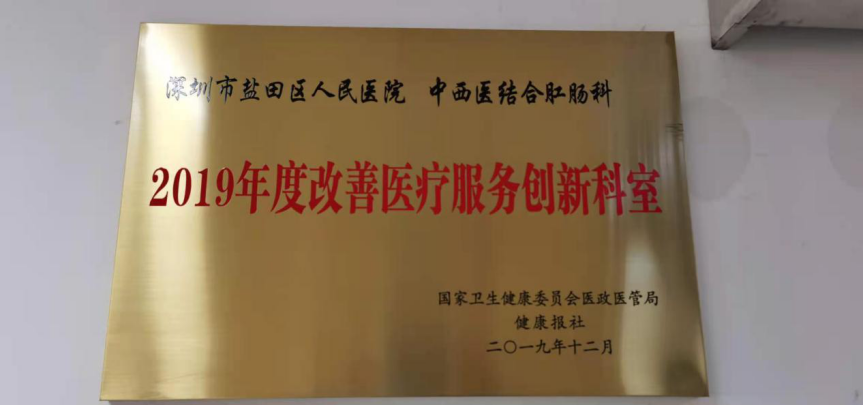 深圳市盐田区人民医院 中西医结合肛肠科
2019年度改善医疗服务创新科室
国家卫生健康委员会医政医管局
健康报社
二〇一九年十二月